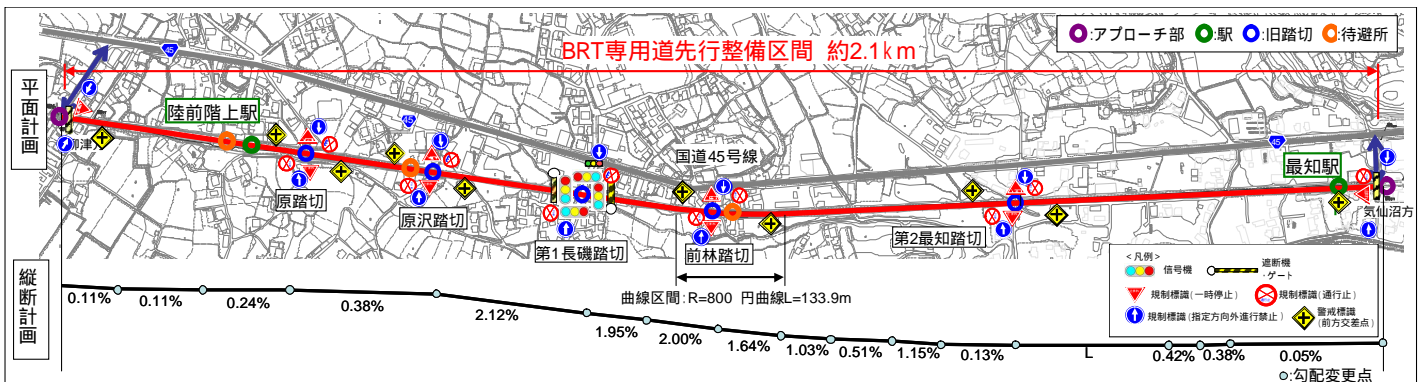 :アプローチ部 :駅 :旧踏切 :待避所
BRT専用道先行整備区間 約2.1km
平面計画
45
陸前階上駅
45
国道45号線
45
最知駅
柳津
気仙沼方
原踏切
原沢踏切
第1長磯踏切
前林踏切
第2最知踏切
曲線区間:R=800 円曲線L=133.9m
<凡例>
信号機
遮断機
・ゲート
規制標識(一時停止)
規制標識(通行止)
規制標識(指定方向外進行禁止)
警戒標識
(前方交差点)
縦断計画
0.11%
0.11%
0.24%
0.38%
2.12%
1.95%
2.00%
1.64%
1.03%
0.51%
1.15%
0.13%
L
0.42%
0.38%
0.05%
:勾配変更点